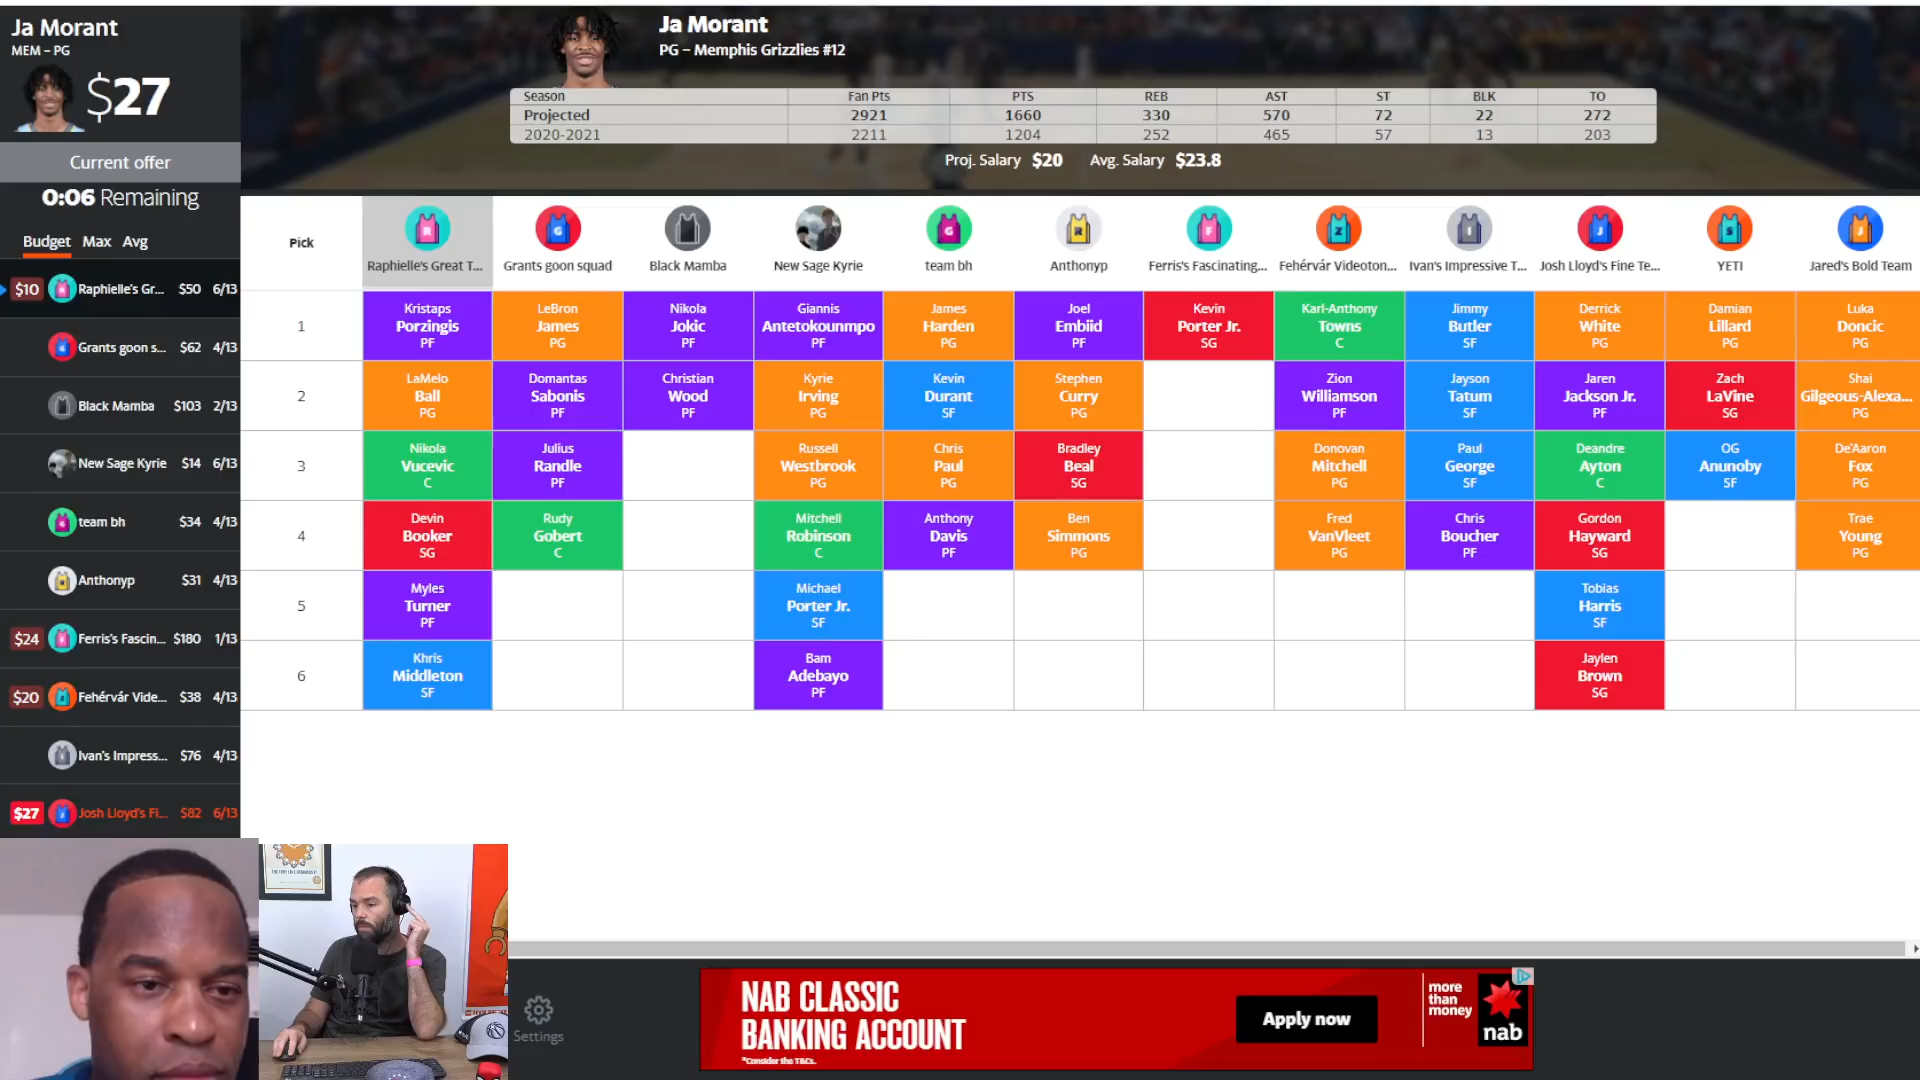 Ja Morant
MEM – PG
$27
Current offer
0:06 Remaining
Budget Max Avg
$10 Raphielle's Gr... $50 6/13
Grants goon s... $62 4/13
Black Mamba $103 2/13
New Sage Kyrie $14 6/13
team bh $34 4/13
Anthonyp $31 4/13
$24 Ferris's Fascin... $180 1/13
$20 Fehérvár Vide... $38 4/13
Ivan's Impress... $76 4/13
$27 Josh Lloyd's Fi... $82 6/13
Ja Morant
PG – Memphis Grizzlies #12
Season Fan Pts PTS REB AST ST BLK TO
Projected 2921 1660 330 570 72 22 272
2020-2021 2211 1204 252 465 57 13 203
Proj. Salary $20 Avg. Salary $23.8
Pick Raphielle's Great T... Grants goon squad Black Mamba New Sage Kyrie team bh Anthonyp Ferris's Fascinating... Fehérvár Videoton... Ivan's Impressive T... Josh Lloyd's Fine Te... YETI Jared's Bold Team
Kristaps LeBron Nikola Giannis James Joel Kevin Karl-Anthony Jimmy Derrick Damian Luka
1 Porzingis James Jokic Antetokounmpo Harden Embiid Porter Jr. Towns Butler White Lillard Doncic
PF PG PF PF PG PF SG C SF PG PG PG
LaMelo Domantas Christian Kyrie Kevin Stephen Zion Jayson Jaren Zach Shai
2 Ball Sabonis Wood Irving Durant Curry Williamson Tatum Jackson Jr. LaVine Gilgeous-Alexa...
PG PF PF PG SF PG PF SF PF SG PG
Nikola Julius Russell Chris Bradley Donovan Paul Deandre OG De'Aaron
3 Vucevic Randle Westbrook Paul Beal Mitchell George Ayton Anunoby Fox
C PF PG PG SG PG SF C SF PG
Devin Rudy Mitchell Anthony Ben Fred Chris Gordon Trae
4 Booker Gobert Robinson Davis Simmons VanVleet Boucher Hayward Young
SG C C PF PG PG PF SG PG
Myles Michael Tobias
5 Turner Porter Jr. Harris
PF SF SF
Khris Bam Jaylen
6 Middleton Adebayo Brown
SF PF SG
Settings
NAB CLASSIC
BANKING ACCOUNT
*Consider the T&Cs.
Apply now
more
than
money
nab